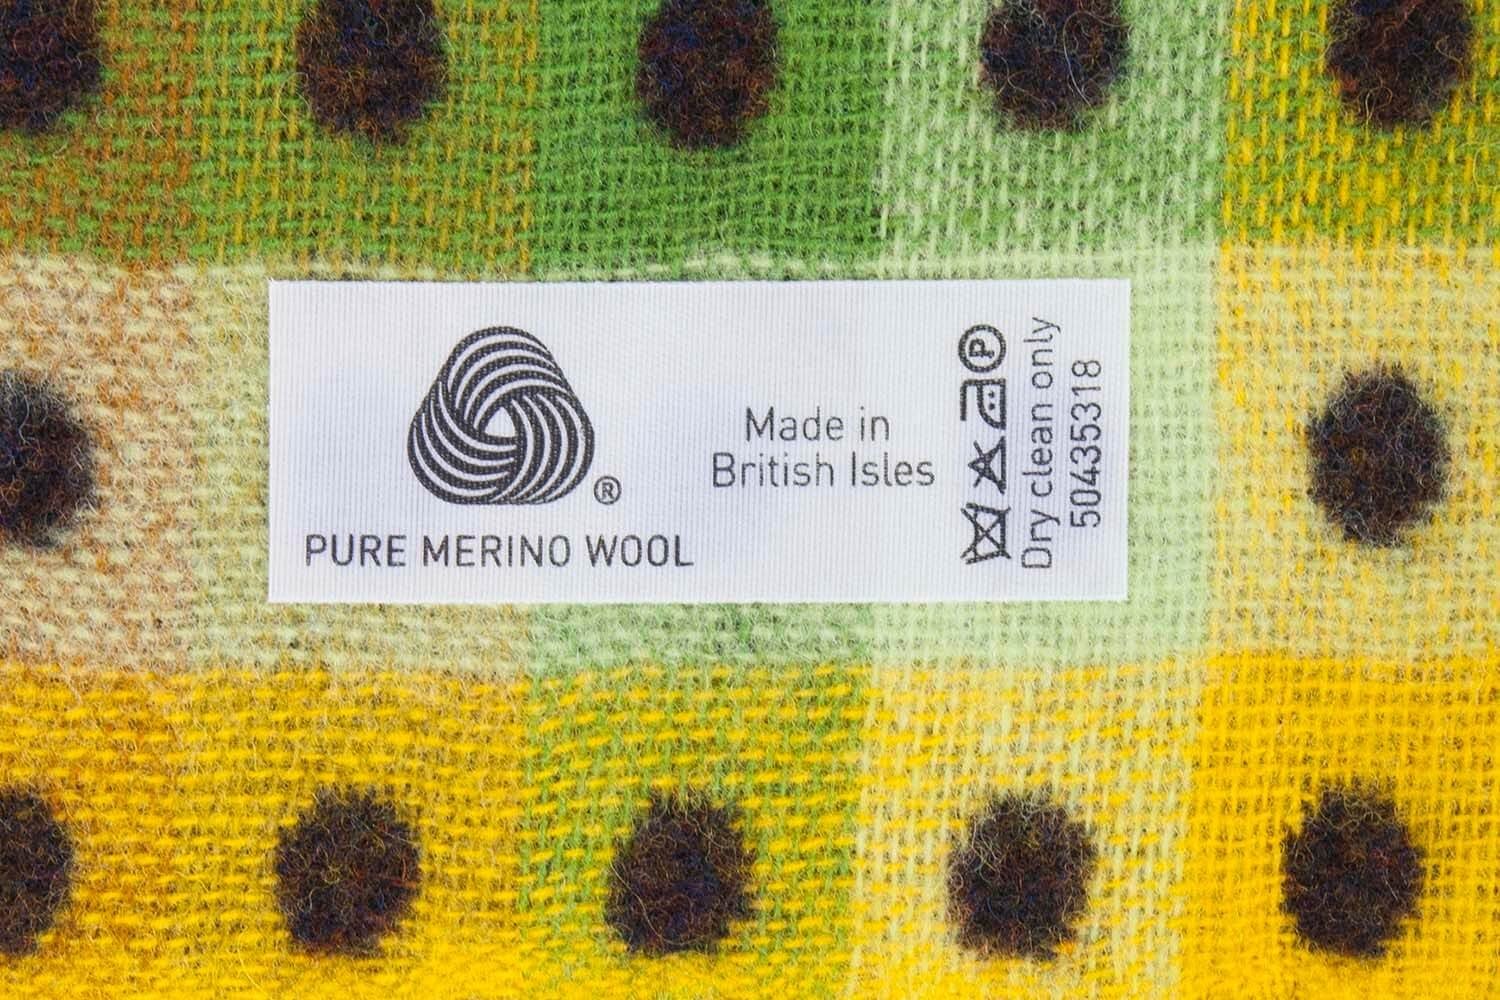 ®
PURE MERINO WOOL
Made in
British Isles
P
Dry clean only
50435318